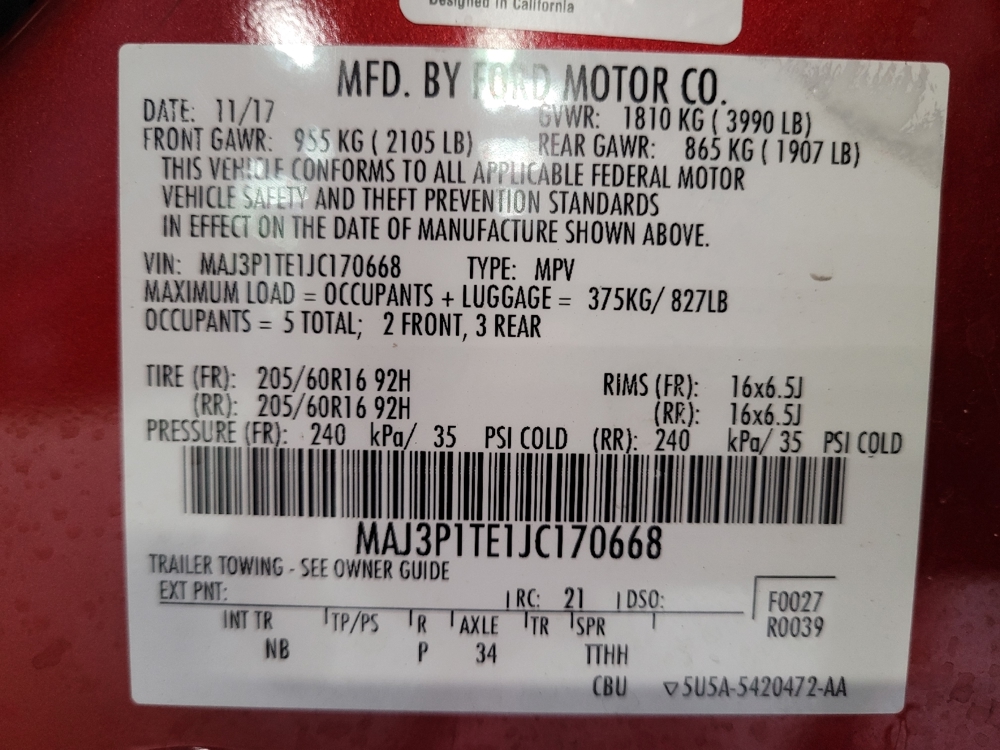 Designed in California
MFD. BY FORD MOTOR CO.
DATE: 11/17 GVWR: 1810 KG ( 3990 LB)
FRONT GAWR: 955 KG ( 2105 LB) REAR GAWR: 865 KG ( 1907 LB)
THIS VEHICLE CONFORMS TO ALL APPLICABLE FEDERAL MOTOR
VEHICLE SAFETY AND THEFT PREVENTION STANDARDS
IN EFFECT ON THE DATE OF MANUFACTURE SHOWN ABOVE.
VIN: MAJ3P1TE1JC170668 TYPE: MPV
MAXIMUM LOAD = OCCUPANTS + LUGGAGE = 375KG/ 827LB
OCCUPANTS = 5 TOTAL; 2 FRONT, 3 REAR
TIRE (FR): 205/60R16 92H RIMS (FR): 16x6.5J
(RR): 205/60R16 92H (RR): 16x6.5J
PRESSURE (FR): 240 kPa/ 35 PSI COLD (RR): 240 kPa/ 35 PSI COLD
MAJ3P1TE1JC170668
TRAILER TOWING - SEE OWNER GUIDE
EXT PNT: RC: 21 DSO: F0027
INT TR TP/PS R AXLE TR SPR R0039
NB P 34 TTHH
CBU 5U5A-5420472-AA